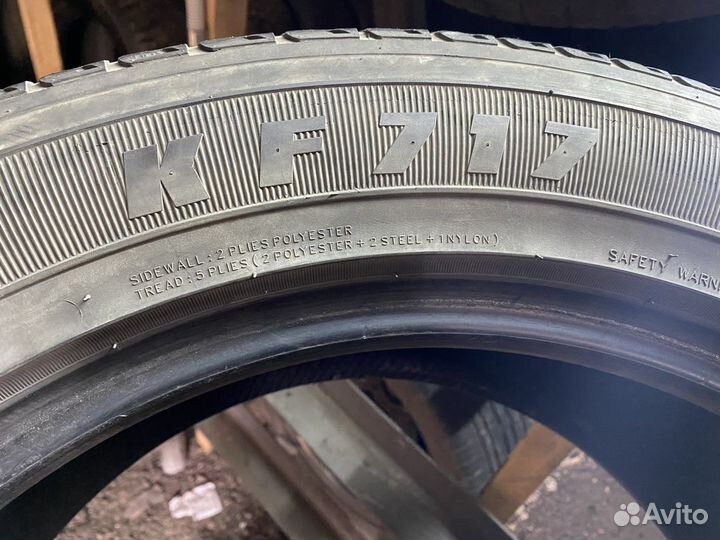 KF717
SIDEWALL : 2 PLIES POLYESTER
TREAD : 5 PLIES ( 2 POLYESTER + 2 STEEL + 1 NYLON )
SAFETY WARN
Avito